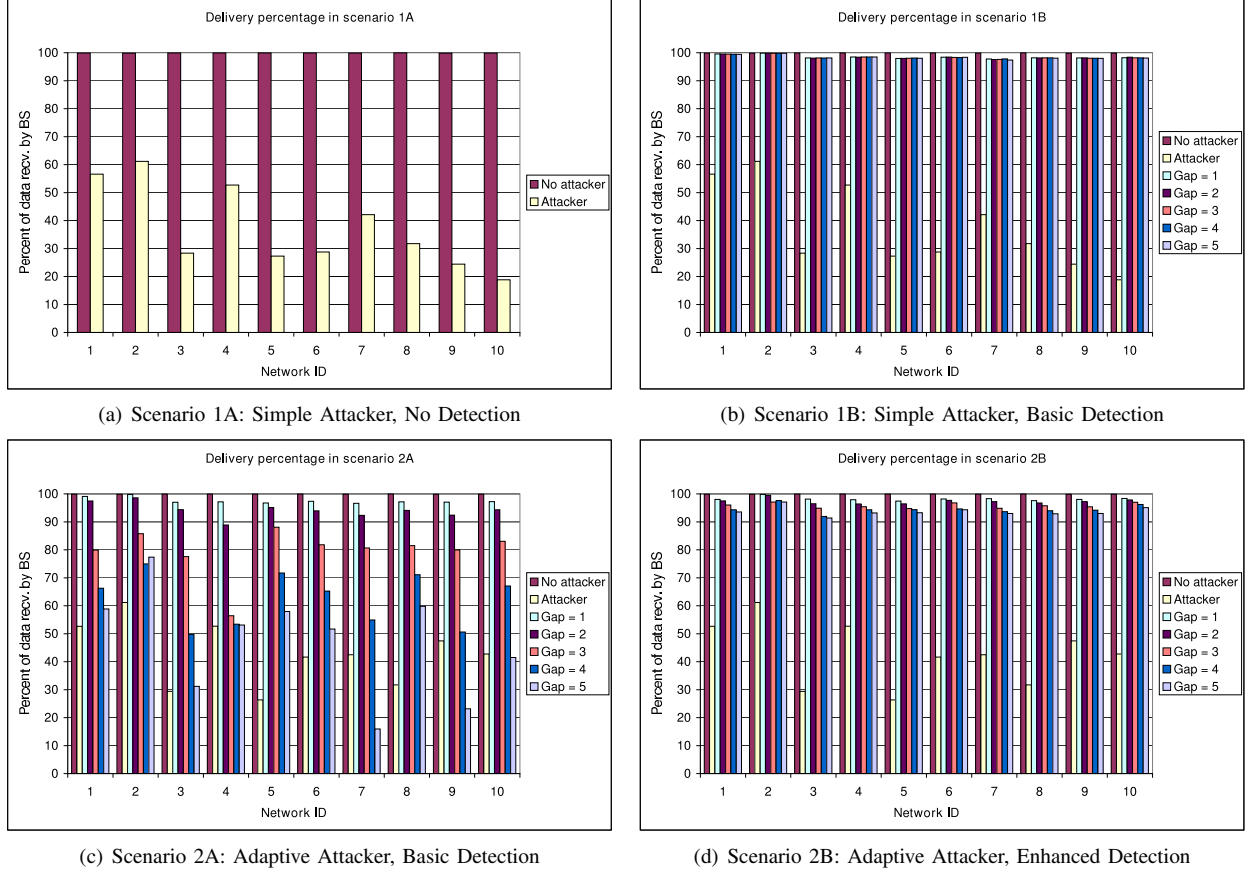 Delivery percentage in scenario 1A
Percent of data recv. by BS
100
90
80
70
60
50
40
30
20
10
0
1 2 3 4 5 6 7 8 9 10
Network ID
No attacker
Attacker
(a) Scenario 1A: Simple Attacker, No Detection
Delivery percentage in scenario 1B
Percent of data recv. by BS
100
90
80
70
60
50
40
30
20
10
0
1 2 3 4 5 6 7 8 9 10
Network ID
No attacker
Attacker
Gap = 1
Gap = 2
Gap = 3
Gap = 4
Gap = 5
(b) Scenario 1B: Simple Attacker, Basic Detection
Delivery percentage in scenario 2A
Percent of data recv. by BS
100
90
80
70
60
50
40
30
20
10
0
1 2 3 4 5 6 7 8 9 10
Network ID
No attacker
Attacker
Gap = 1
Gap = 2
Gap = 3
Gap = 4
Gap = 5
(c) Scenario 2A: Adaptive Attacker, Basic Detection
Delivery percentage in scenario 2B
Percent of data recv. by BS
100
90
80
70
60
50
40
30
20
10
0
1 2 3 4 5 6 7 8 9 10
Network ID
No attacker
Attacker
Gap = 1
Gap = 2
Gap = 3
Gap = 4
Gap = 5
(d) Scenario 2B: Adaptive Attacker, Enhanced Detection